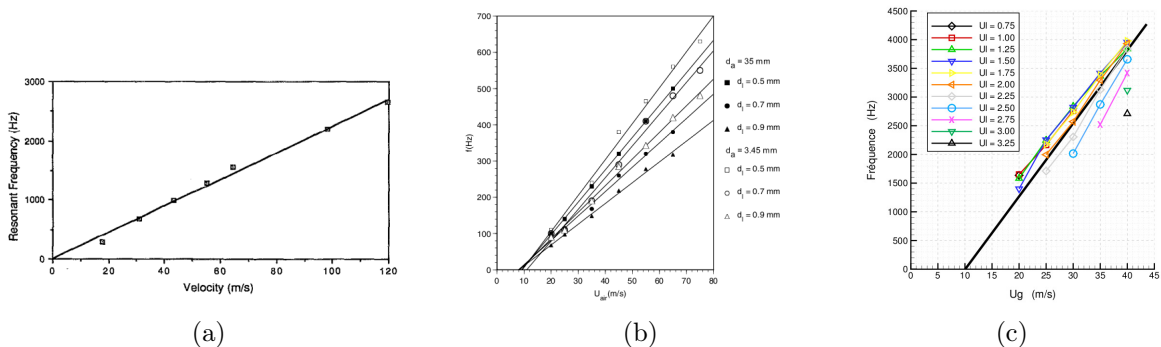 3000
2000
1000
0
Resonant Frequency (Hz)
0 20 40 60 80 100 120
Velocity (m/s)
(a)
700
600
500
400
300
200
100
0
f(Hz)
0 10 20 30 40 50 60 70 80
U_air(m/s)
d_a = 35 mm
d_l = 0.5 mm
d_l = 0.7 mm
d_l = 0.9 mm
d_a = 3.45 mm
d_l = 0.5 mm
d_l = 0.7 mm
d_l = 0.9 mm
(b)
4500
4000
3500
3000
2500
2000
1500
1000
500
0
Fréquence (Hz)
Ul = 0.75
Ul = 1.00
Ul = 1.25
Ul = 1.50
Ul = 1.75
Ul = 2.00
Ul = 2.25
Ul = 2.50
Ul = 2.75
Ul = 3.00
Ul = 3.25
0 5 10 15 20 25 30 35 40 45
Ug (m/s)
(c)